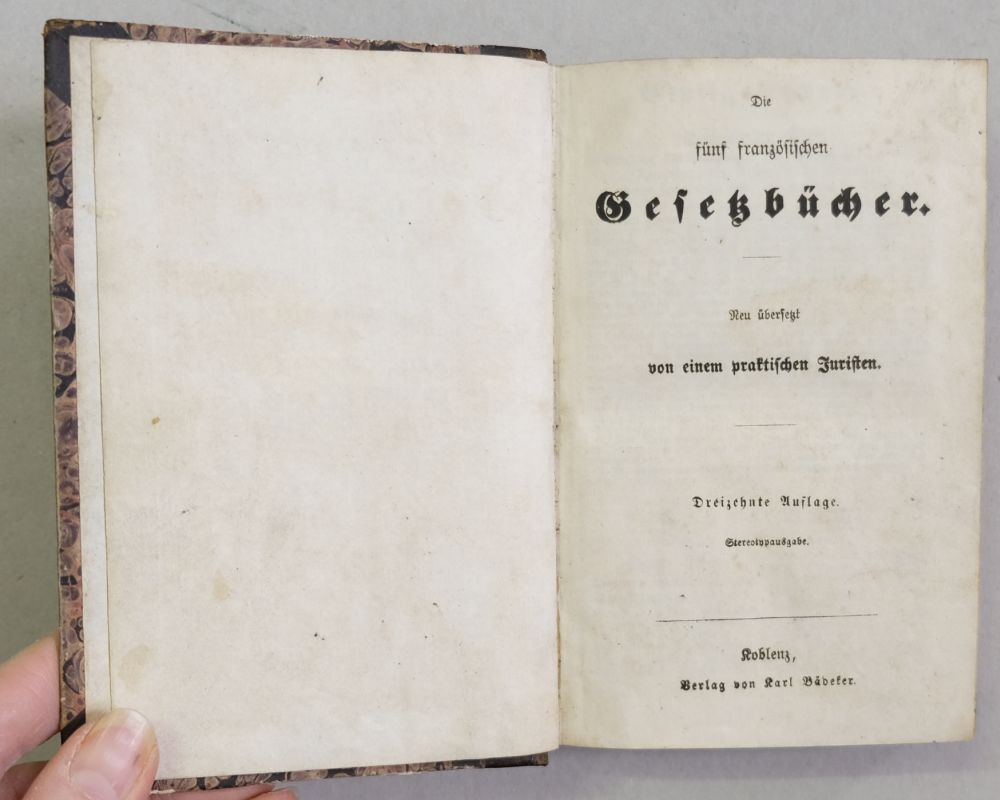 Die
fünf französischen
Gesetzbücher.
Neu übersetzt
von einem praktischen Juristen.
Dreizehnte Auflage.
Stereotypausgabe.
Koblenz,
Verlag von Karl Bädeker.